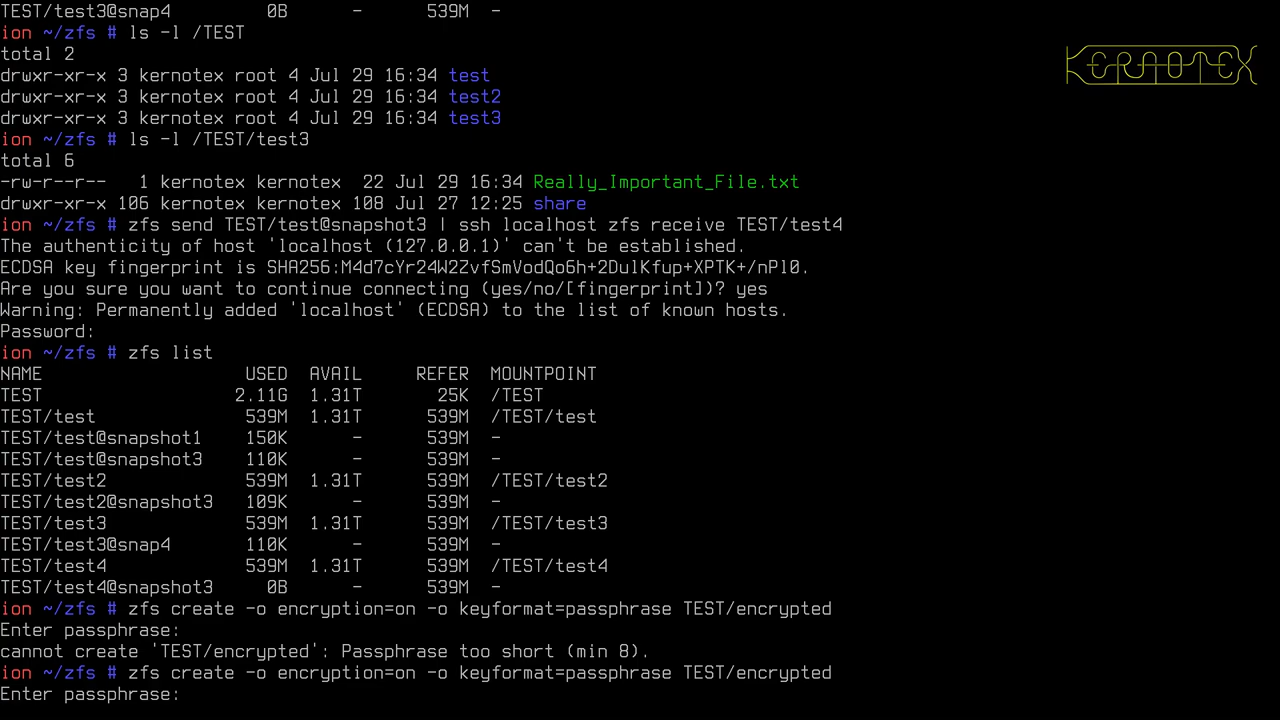 TEST/test3@snap4         0B      -      539M  -
ion ~/zfs # ls -l /TEST
total 2
drwxr-xr-x 3 kernotex root 4 Jul 29 16:34 test
drwxr-xr-x 3 kernotex root 4 Jul 29 16:34 test2
drwxr-xr-x 3 kernotex root 4 Jul 29 16:34 test3
ion ~/zfs # ls -l /TEST/test3
total 6
-rw-r--r--   1 kernotex kernotex  22 Jul 29 16:34 Really_Important_File.txt
drwxr-xr-x 106 kernotex kernotex 108 Jul 27 12:25 share
ion ~/zfs # zfs send TEST/test@snapshot3 | ssh localhost zfs receive TEST/test4
The authenticity of host 'localhost (127.0.0.1)' can't be established.
ECDSA key fingerprint is SHA256:M4d7cYr24W2ZvfSmVodQo6h+2DulKfup+XPTK+/nPl0.
Are you sure you want to continue connecting (yes/no/[fingerprint])? yes
Warning: Permanently added 'localhost' (ECDSA) to the list of known hosts.
Password:
ion ~/zfs # zfs list
NAME                   USED  AVAIL     REFER  MOUNTPOINT
TEST                  2.11G  1.31T       25K  /TEST
TEST/test              539M  1.31T      539M  /TEST/test
TEST/test@snapshot1    150K      -      539M  -
TEST/test@snapshot3    110K      -      539M  -
TEST/test2             539M  1.31T      539M  /TEST/test2
TEST/test2@snapshot3   109K      -      539M  -
TEST/test3             539M  1.31T      539M  /TEST/test3
TEST/test3@snap4       110K      -      539M  -
TEST/test4             539M  1.31T      539M  /TEST/test4
TEST/test4@snapshot3     0B      -      539M  -
ion ~/zfs # zfs create -o encryption=on -o keyformat=passphrase TEST/encrypted
Enter passphrase:
cannot create 'TEST/encrypted': Passphrase too short (min 8).
ion ~/zfs # zfs create -o encryption=on -o keyformat=passphrase TEST/encrypted
Enter passphrase:
KERNOTEX